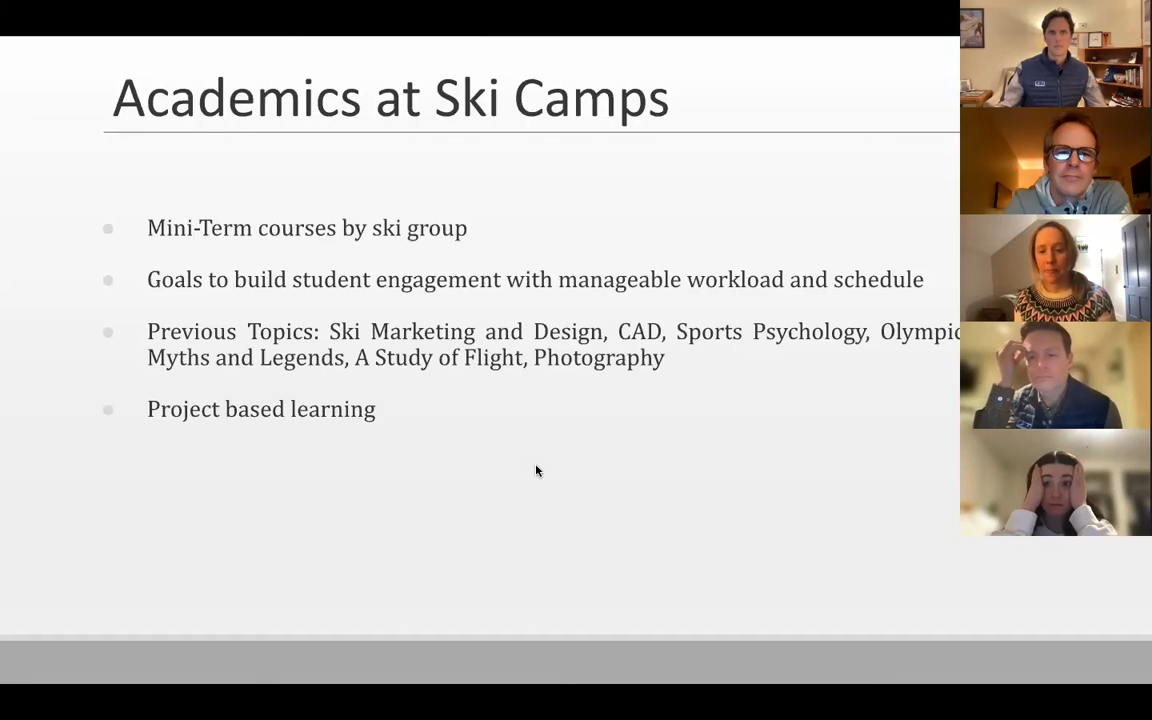 Academics at Ski Camps
Mini-Term courses by ski group
Goals to build student engagement with manageable workload and schedule
Previous Topics: Ski Marketing and Design, CAD, Sports Psychology, Olympic
Myths and Legends, A Study of Flight, Photography
Project based learning